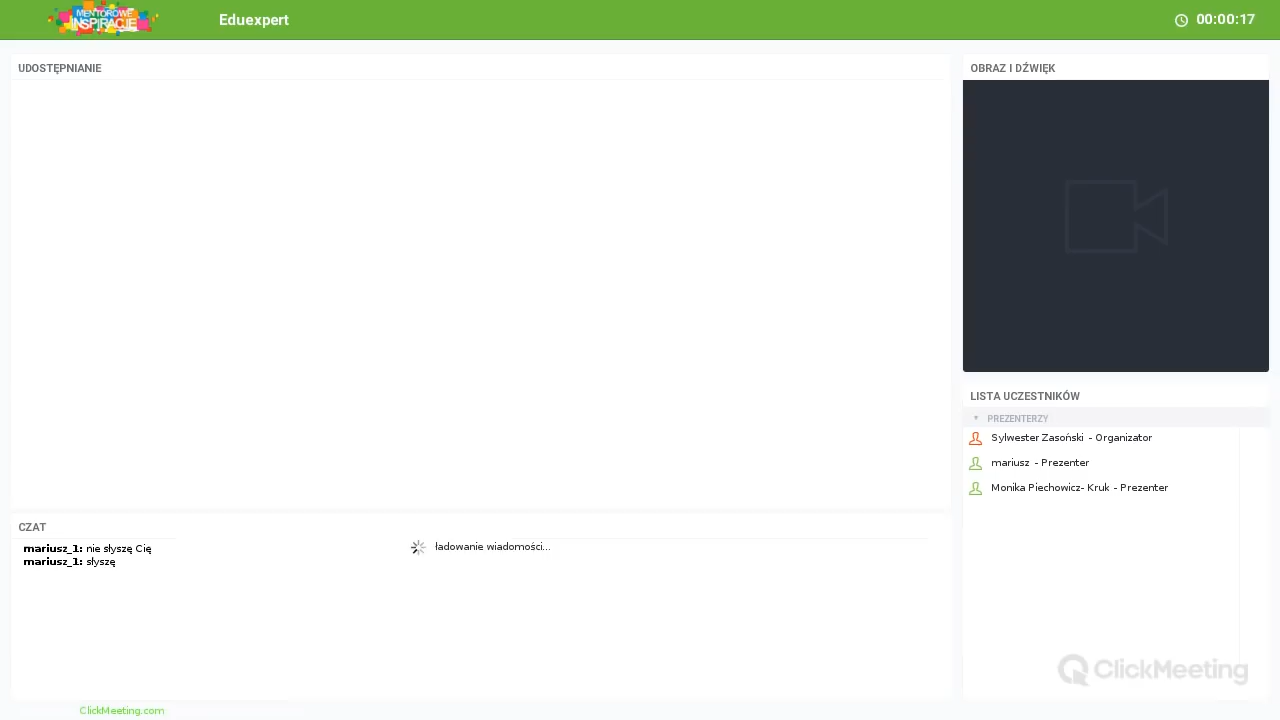 MENTOROWE
INSPIRACJE
Eduexpert
00:00:17
UDOSTĘPNIANIE
OBRAZ I DŹWIĘK
LISTA UCZESTNIKÓW
PREZENTERZY
Sylwester Zasoński - Organizator
mariusz - Prezenter
Monika Piechowicz- Kruk - Prezenter
CZAT
mariusz_1: nie słyszę Cię
mariusz_1: słyszę
ładowanie wiadomości...
ClickMeeting
ClickMeeting.com